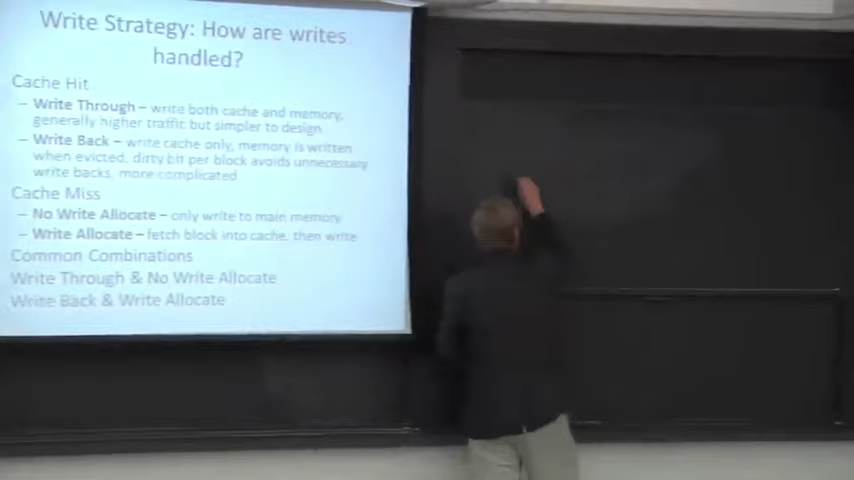 Write Strategy: How are writes
handled?
Cache Hit
– Write Through – write both cache and memory,
generally higher traffic but simpler to design
– Write Back – write cache only, memory is written
when evicted, dirty bit per block avoids unnecessary
write backs, more complicated
Cache Miss
– No Write Allocate – only write to main memory
– Write Allocate – fetch block into cache, then write
Common Combinations
Write Through & No Write Allocate
Write Back & Write Allocate